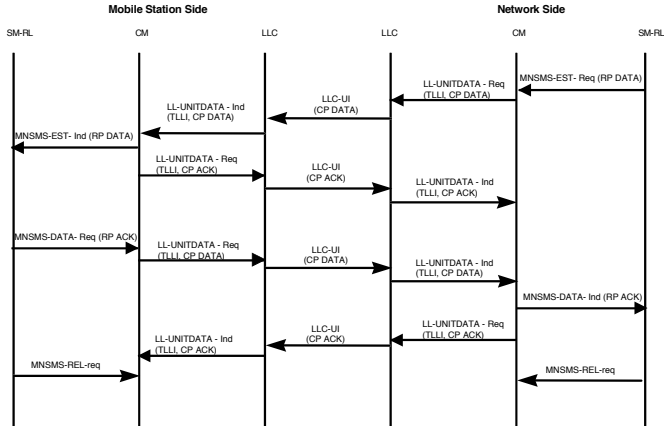 Mobile Station Side
Network Side
SM-RL
CM
LLC
LLC
CM
SM-RL
MNSMS-EST- Req (RP DATA)
LL-UNITDATA - Req
(TLLI, CP DATA)
LLC-UI
(CP DATA)
LL-UNITDATA - Ind
(TLLI, CP DATA)
MNSMS-EST- Ind (RP DATA)
LL-UNITDATA - Req
(TLLI, CP ACK)
LLC-UI
(CP ACK)
LL-UNITDATA - Ind
(TLLI, CP ACK)
MNSMS-DATA- Req (RP ACK)
LL-UNITDATA - Req
(TLLI, CP DATA)
LLC-UI
(CP DATA)
LL-UNITDATA - Ind
(TLLI, CP DATA)
MNSMS-DATA- Ind (RP ACK)
LL-UNITDATA - Req
(TLLI, CP ACK)
LLC-UI
(CP ACK)
LL-UNITDATA - Ind
(TLLI, CP ACK)
MNSMS-REL-req
MNSMS-REL-req